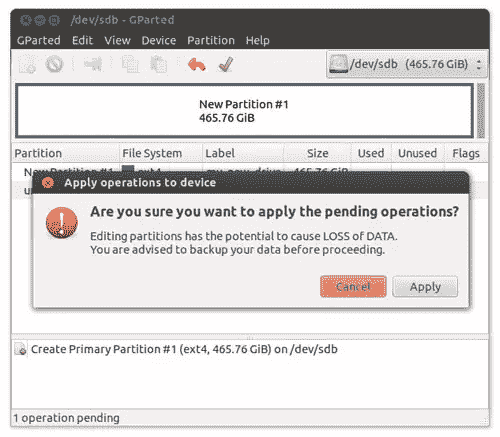 /dev/sdb - GParted
GParted Edit View Device Partition Help
/dev/sdb (465.76 GiB)
New Partition #1
465.76 GiB
Partition File System Label Size Used Unused Flags
New Partition #1 ext4 my-new-drive 465.76 GiB
Apply operations to device
Are you sure you want to apply the pending operations?
Editing partitions has the potential to cause LOSS of DATA.
You are advised to backup your data before proceeding.
Cancel Apply
Create Primary Partition #1 (ext4, 465.76 GiB) on /dev/sdb
1 operation pending